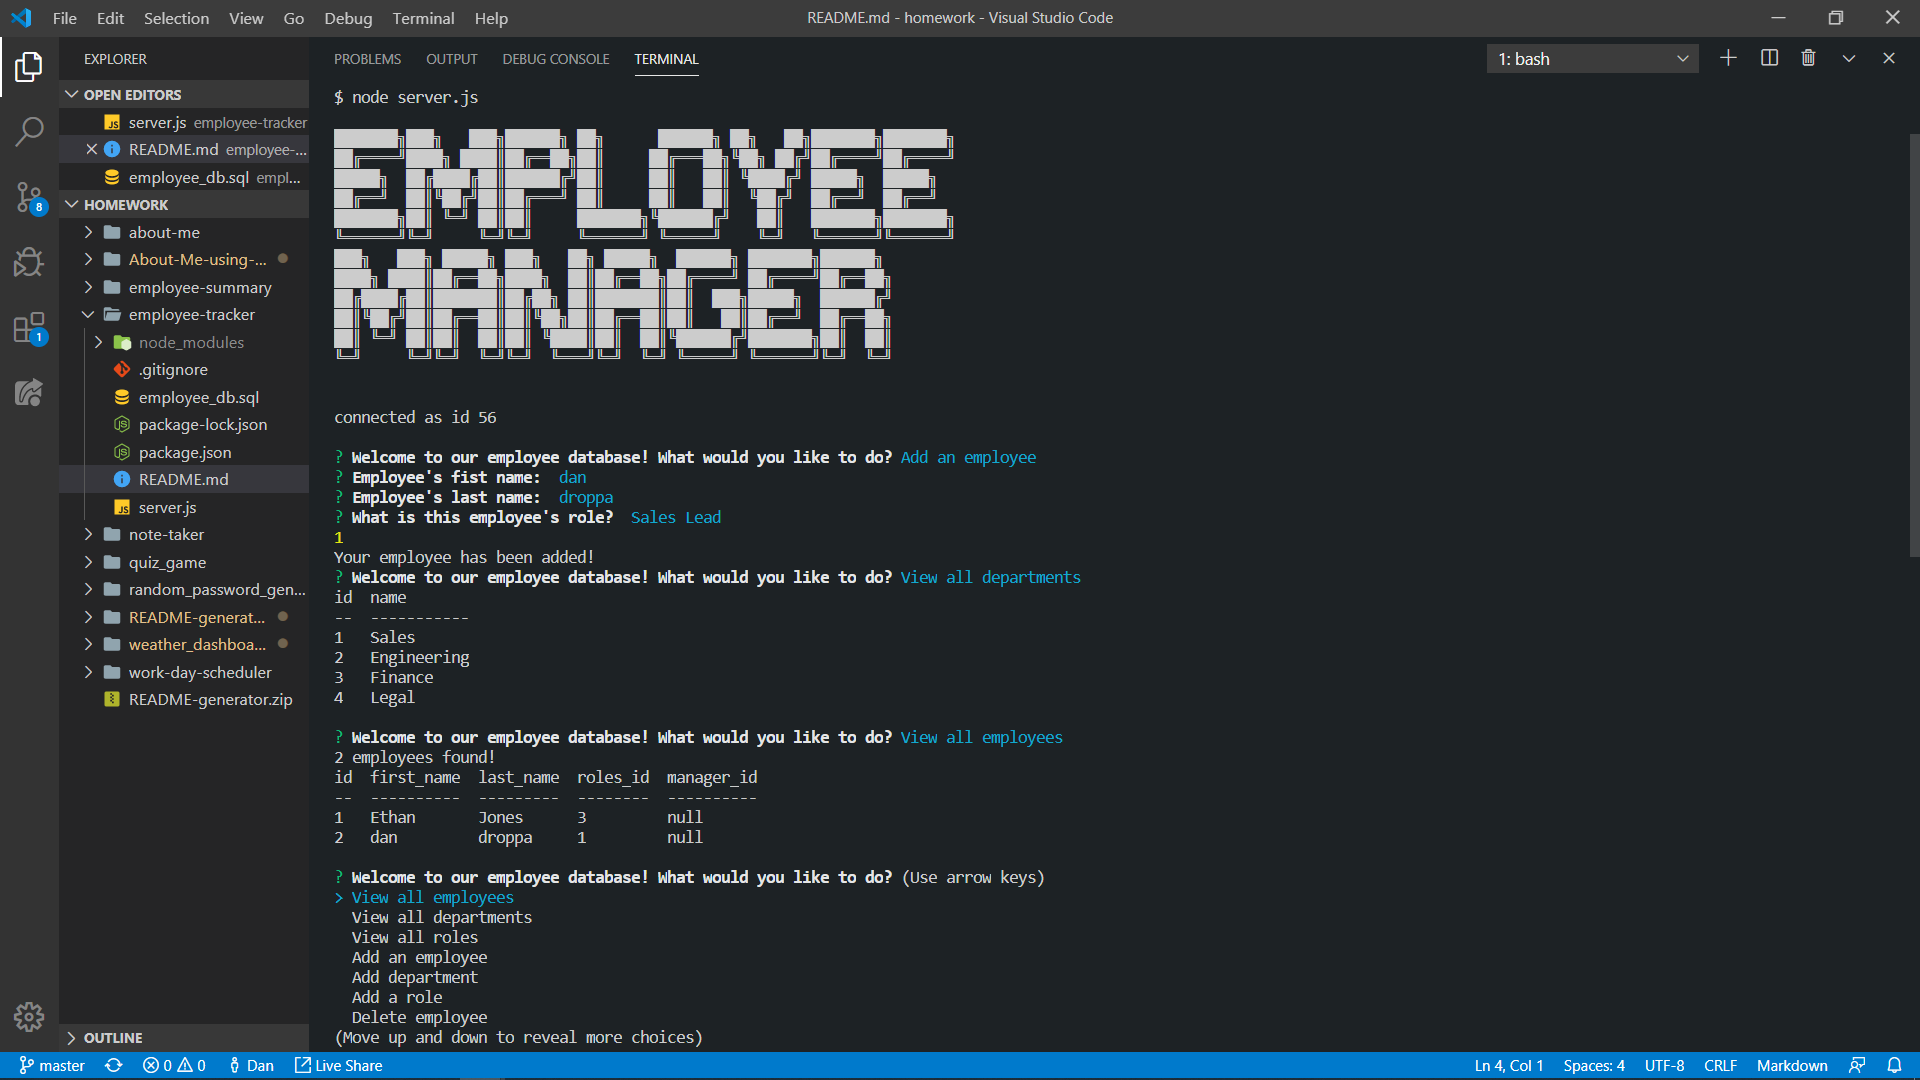 File Edit Selection View Go Debug Terminal Help
README.md - homework - Visual Studio Code
EXPLORER
OPEN EDITORS
server.js employee-tracker
README.md employee-...
employee_db.sql empl...
HOMEWORK
about-me
About-Me-using-...
employee-summary
employee-tracker
node_modules
.gitignore
employee_db.sql
package-lock.json
package.json
README.md
server.js
note-taker
quiz_game
random_password_gen...
README-generat...
weather_dashboa...
work-day-scheduler
README-generator.zip
OUTLINE
8
1
PROBLEMS OUTPUT DEBUG CONSOLE TERMINAL
1: bash
$ node server.js
EMPLOYEE
MANAGER
connected as id 56
? Welcome to our employee database! What would you like to do? Add an employee
? Employee's fist name: dan
? Employee's last name: droppa
? What is this employee's role? Sales Lead
1
Your employee has been added!
? Welcome to our employee database! What would you like to do? View all departments
id name
-- -----------
1 Sales
2 Engineering
3 Finance
4 Legal
? Welcome to our employee database! What would you like to do? View all employees
2 employees found!
id first_name last_name roles_id manager_id
-- ---------- --------- -------- ----------
1 Ethan Jones 3 null
2 dan droppa 1 null
? Welcome to our employee database! What would you like to do? (Use arrow keys)
> View all employees
View all departments
View all roles
Add an employee
Add department
Add a role
Delete employee
(Move up and down to reveal more choices)
master 0 0 Dan Live Share
Ln 4, Col 1 Spaces: 4 UTF-8 CRLF Markdown